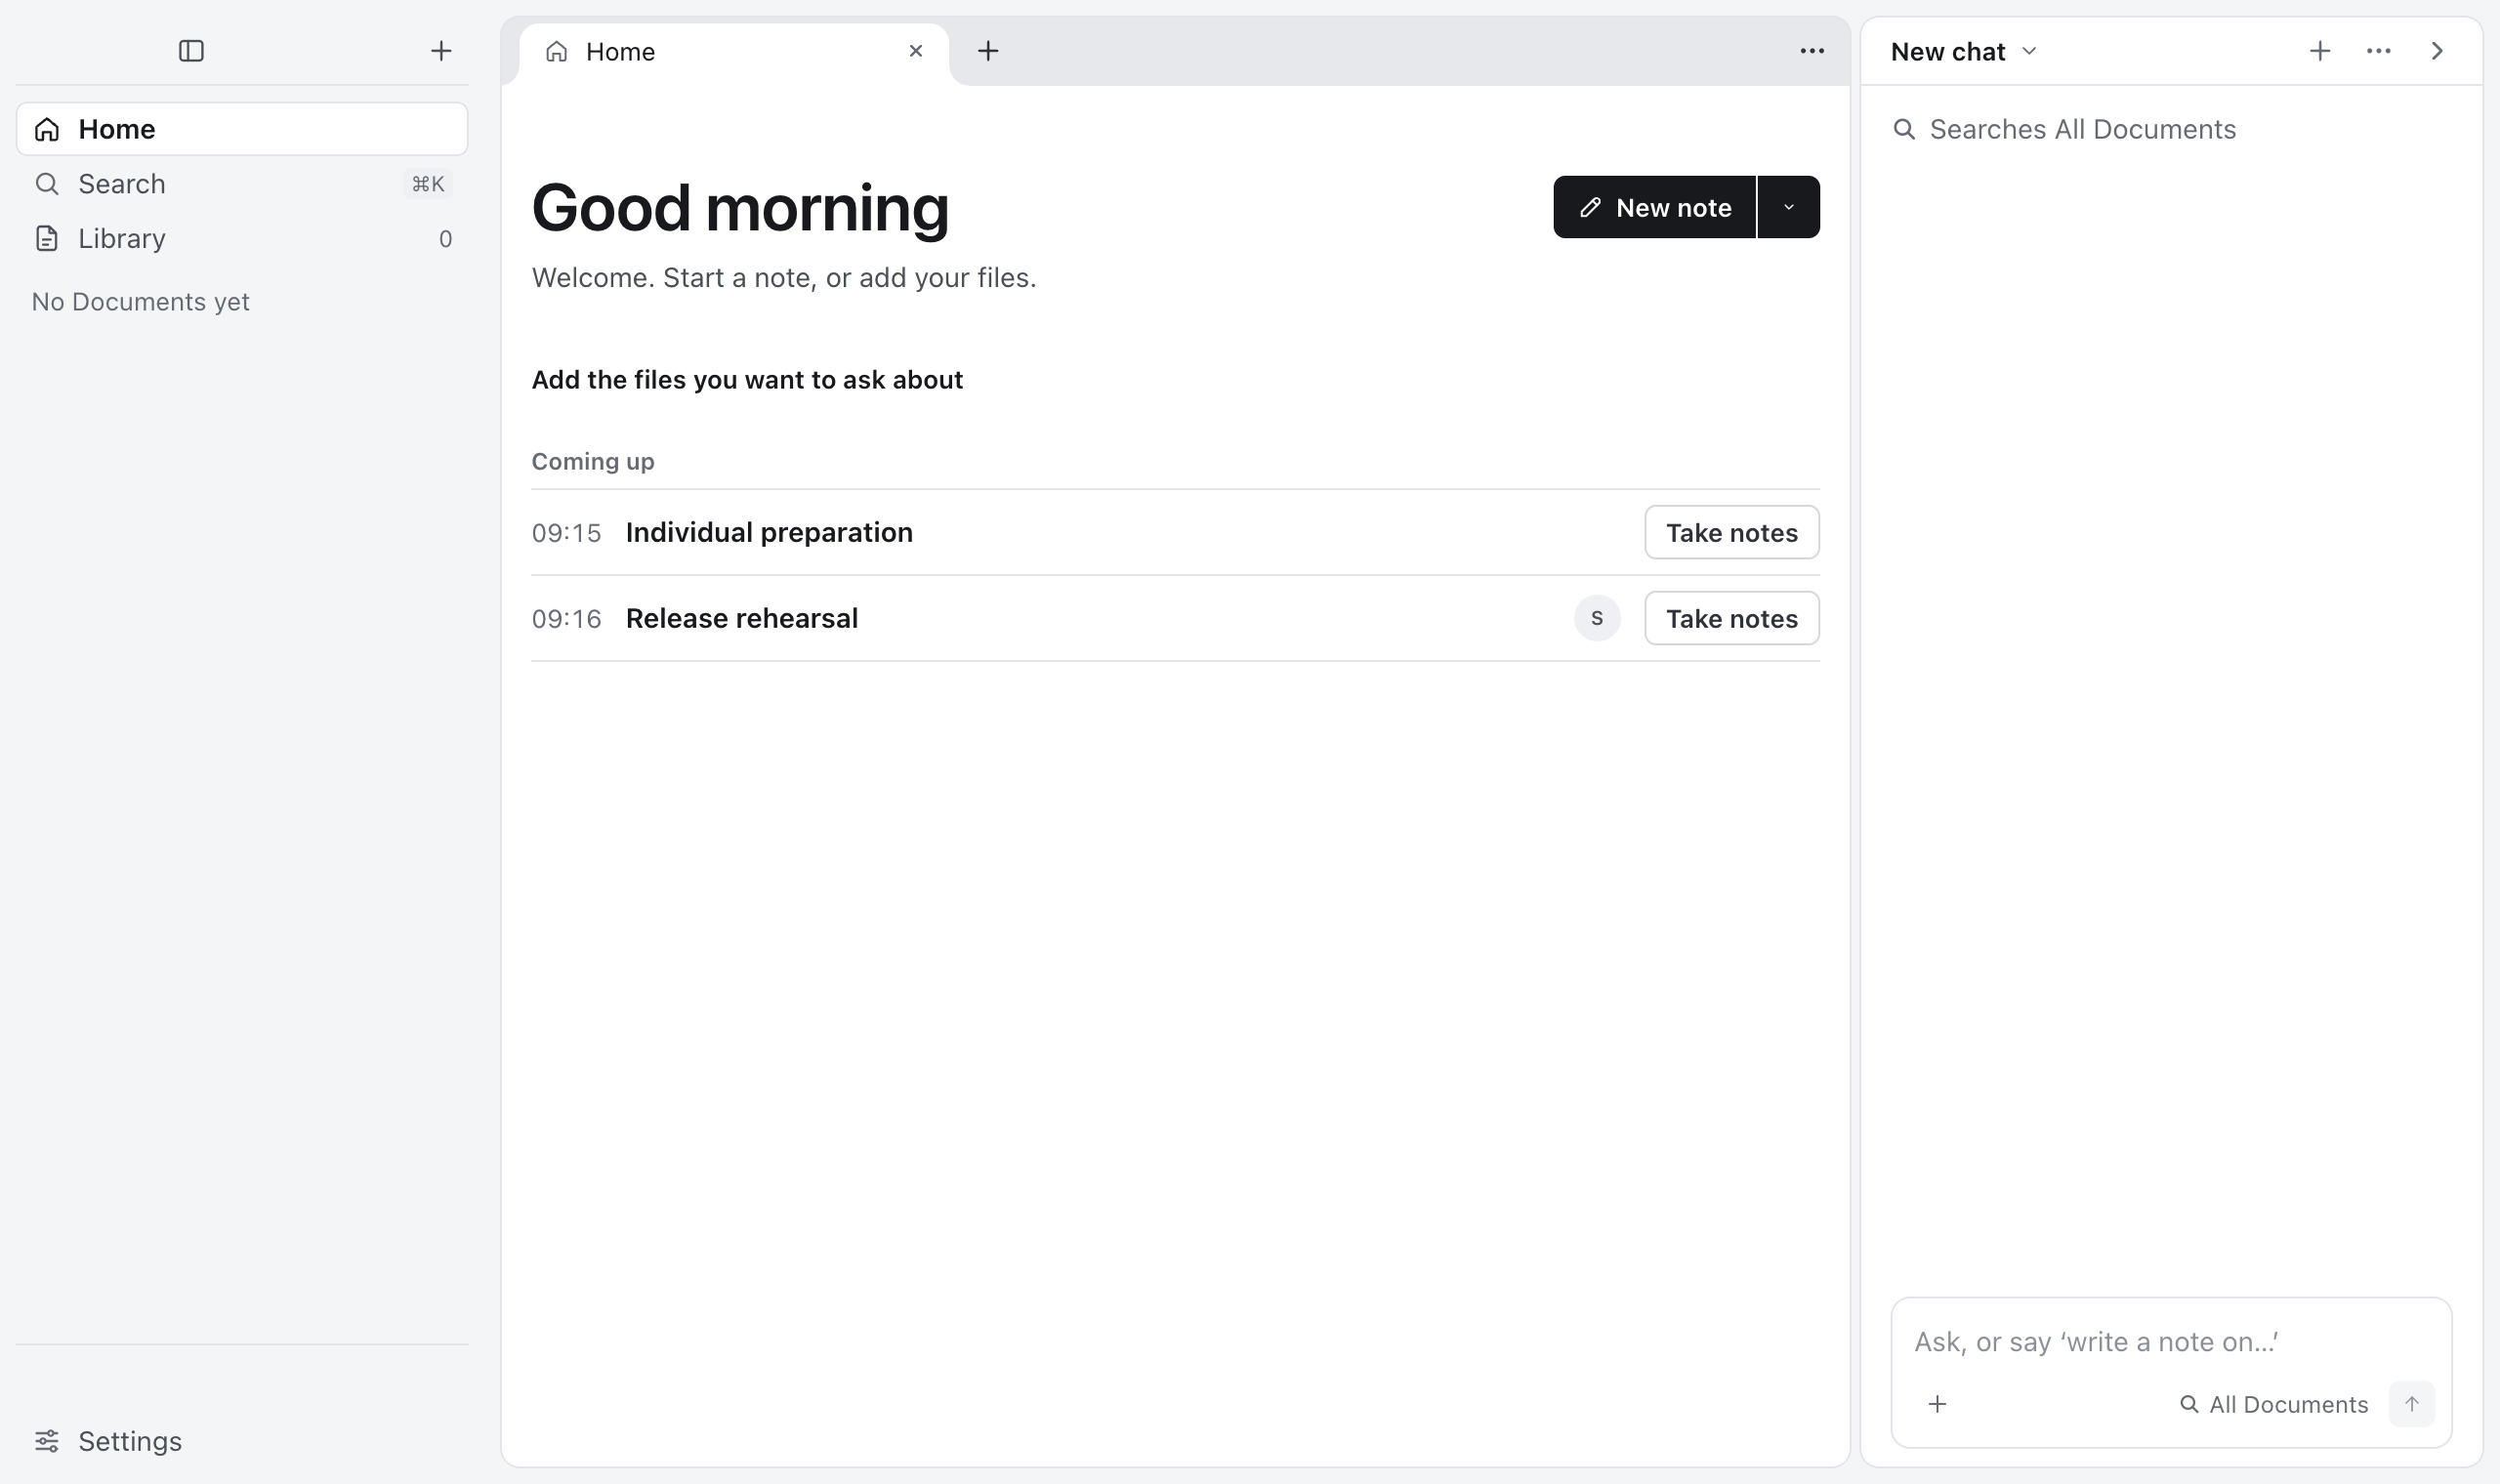 Home
Search ⌘K
Library 0
No Documents yet
Settings
Home
Good morning
New note
Welcome. Start a note, or add your files.
Add the files you want to ask about
Coming up
09:15 Individual preparation Take notes
09:16 Release rehearsal S Take notes
New chat
Searches All Documents
Ask, or say ‘write a note on…’
All Documents